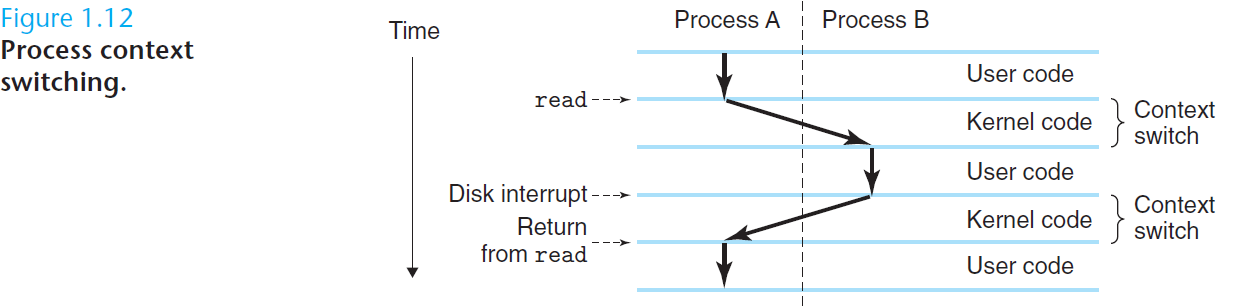 Figure 1.12
Process context
switching.
Time
Process A
Process B
User code
read
Kernel code
Context
switch
User code
Disk interrupt
Return
from read
Kernel code
Context
switch
User code